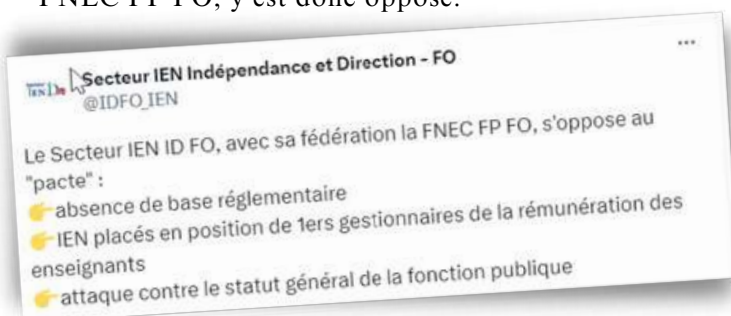 FNEC FP FO, y est donc opposé.
Secteur IEN Indépendance et Direction - FO
@IDFO_IEN
Le Secteur IEN ID FO, avec sa fédération la FNEC FP FO, s'oppose au
"pacte" :
👉absence de base réglementaire
👉IEN placés en position de 1ers gestionnaires de la rémunération des
enseignants
👉attaque contre le statut général de la fonction publique